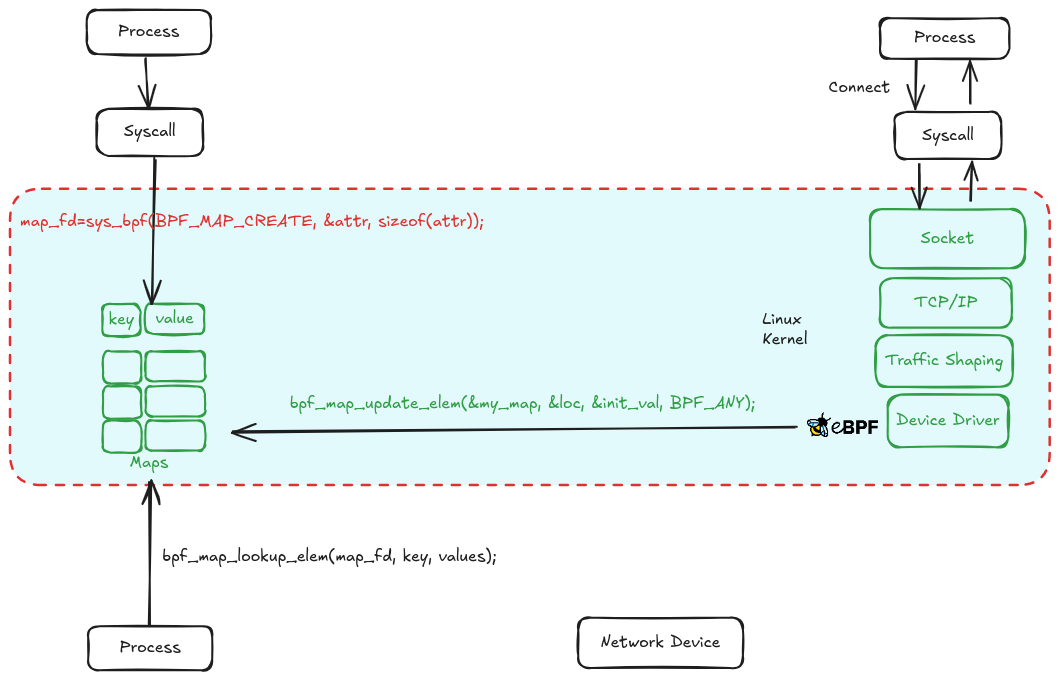 Process
Process
Connect
Syscall
Syscall
map_fd=sys_bpf(BPF_MAP_CREATE, &attr, sizeof(attr));
Socket
key
value
TCP/IP
Linux
Kernel
Traffic Shaping
bpf_map_update_elem(&my_map, &loc, &init_val, BPF_ANY);
eBPF
Device Driver
Maps
bpf_map_lookup_elem(map_fd, key, values);
Process
Network Device